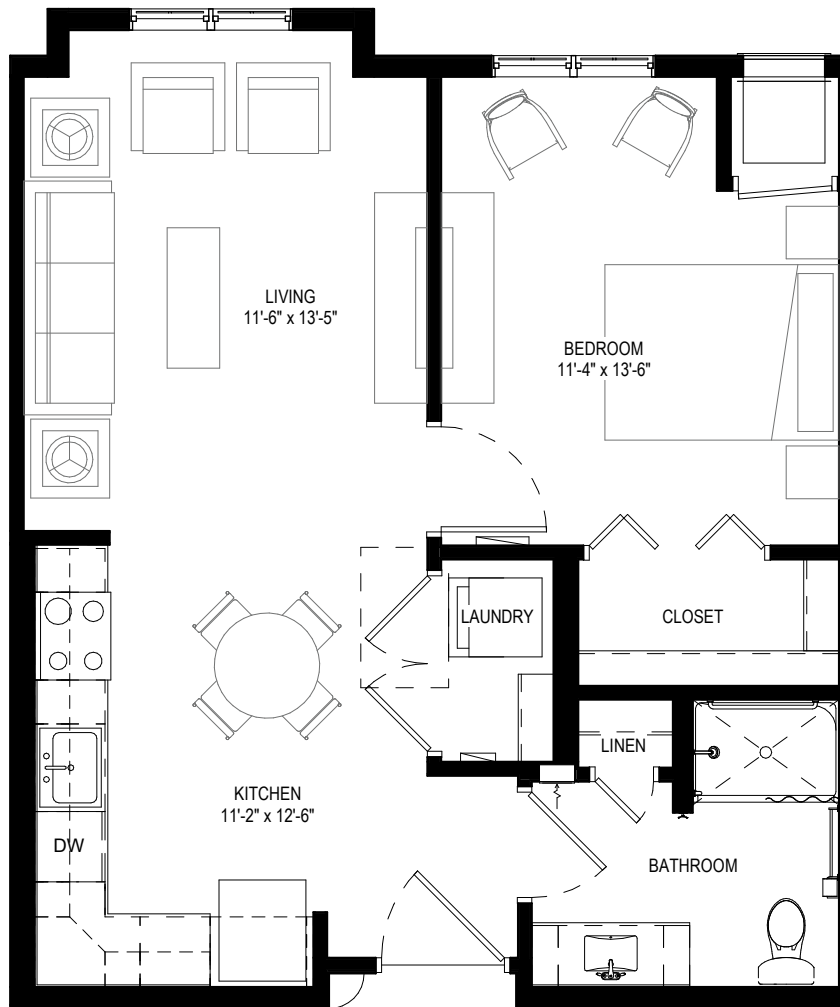 LIVING
11'-6" x 13'-5"
BEDROOM
11'-4" x 13'-6"
LAUNDRY
CLOSET
LINEN
KITCHEN
11'-2" x 12'-6"
DW
BATHROOM